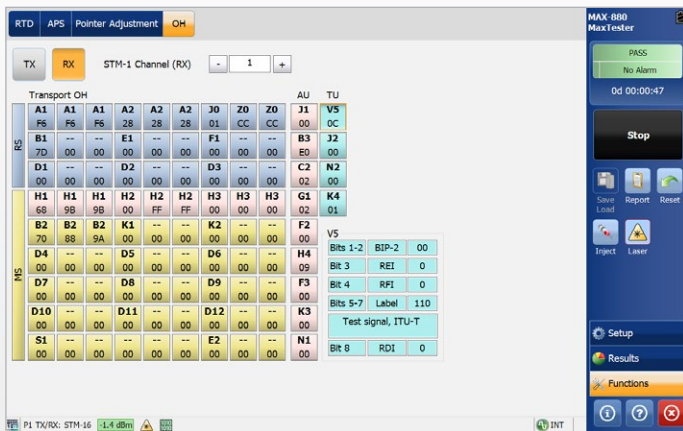 RTD APS Pointer Adjustment OH
MAX-880
MaxTester
PASS
No Alarm
0d 00:00:47
TX RX STM-1 Channel (RX) - 1 +
Stop
Transport OH AU TU
A1 A1 A1 A2 A2 A2 J0 Z0 Z0 J1 V5
F6 F6 F6 28 28 28 01 CC CC 00 0C
RS
B1 -- -- E1 -- -- F1 -- -- B3 J2
7D 00 00 00 00 00 00 00 00 E0 00
D1 -- -- D2 -- -- D3 -- -- C2 N2
00 00 00 00 00 00 00 00 00 02 00
H1 H1 H1 H2 H2 H2 H3 H3 H3 G1 K4
68 9B 9B 00 FF FF 00 00 00 02 01
B2 B2 B2 K1 -- -- K2 -- -- F2
70 88 9A 00 00 00 00 00 00 00
MS
D4 -- -- D5 -- -- D6 -- -- H4
00 00 00 00 00 00 00 00 00 09
D7 -- -- D8 -- -- D9 -- -- F3
00 00 00 00 00 00 00 00 00 00
D10 -- -- D11 -- -- D12 -- -- K3
00 00 00 00 00 00 00 00 00 00
S1 -- -- -- -- -- E2 -- -- N1
00 00 00 00 00 00 00 00 00 00
V5
Bits 1-2 BIP-2 00
Bit 3 REI 0
Bit 4 RFI 0
Bits 5-7 Label 110
Test signal, ITU-T
Bit 8 RDI 0
Save
Load
Report
Reset
Inject
Laser
Setup
Results
Functions
P1 TX/RX: STM-16 -1.4 dBm INT